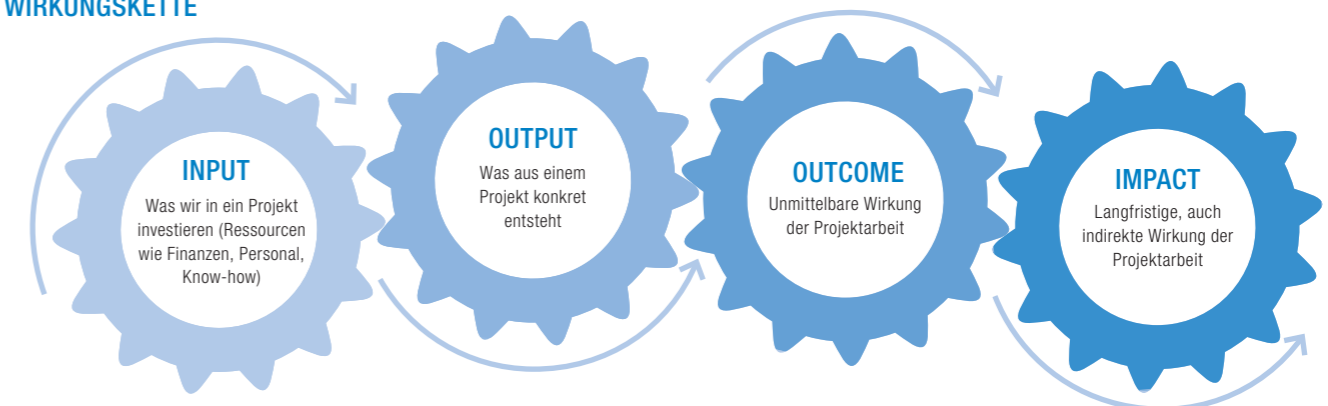 WIRKUNGSKETTE
INPUT
Was wir in ein Projekt
investieren (Ressourcen
wie Finanzen, Personal,
Know-how)
OUTPUT
Was aus einem
Projekt konkret
entsteht
OUTCOME
Unmittelbare Wirkung
der Projektarbeit
IMPACT
Langfristige, auch
indirekte Wirkung der
Projektarbeit